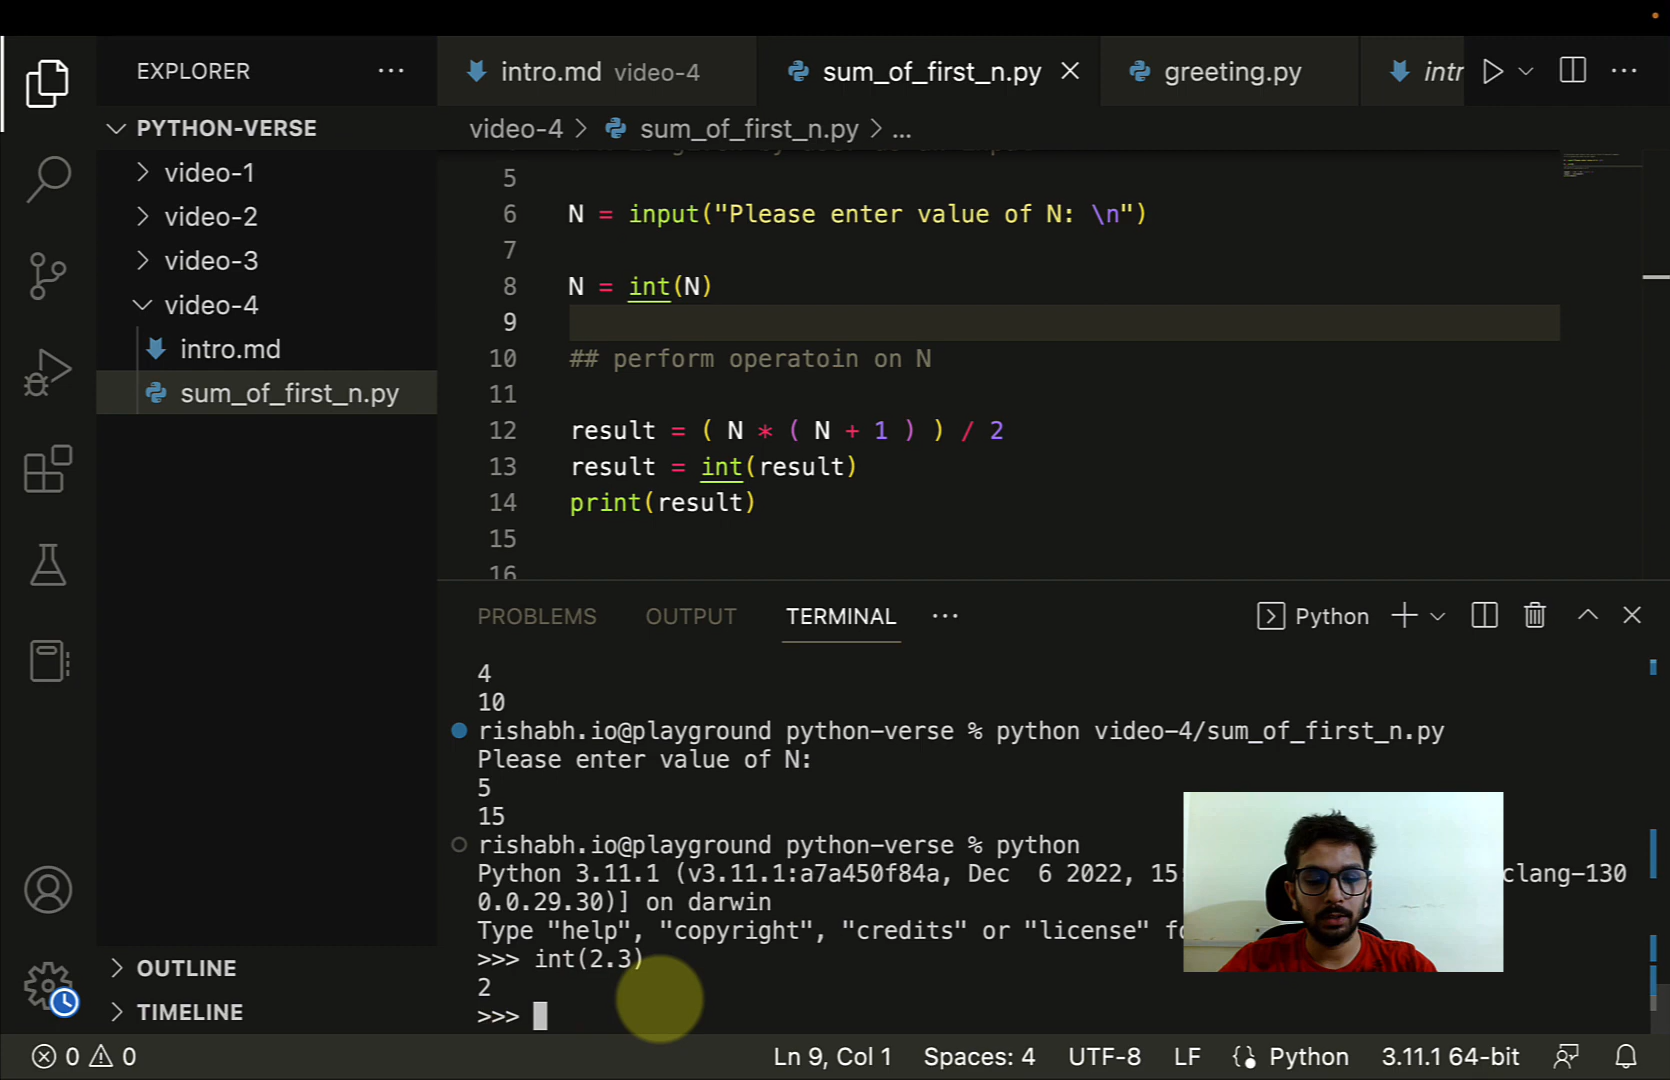 EXPLORER
intro.md video-4
sum_of_first_n.py
greeting.py
intr
PYTHON-VERSE
video-1
video-2
video-3
video-4
intro.md
sum_of_first_n.py
OUTLINE
TIMELINE
video-4 > sum_of_first_n.py > ...
5
6 N = input("Please enter value of N: \n")
7
8 N = int(N)
9
10 ## perform operatoin on N
11
12 result = ( N * ( N + 1 ) ) / 2
13 result = int(result)
14 print(result)
15
16
PROBLEMS OUTPUT TERMINAL ... Python
4
10
rishabh.io@playground python-verse % python video-4/sum_of_first_n.py
Please enter value of N:
5
15
rishabh.io@playground python-verse % python
Python 3.11.1 (v3.11.1:a7a450f84a, Dec 6 2022, 15: clang-130
0.0.29.30)] on darwin
Type "help", "copyright", "credits" or "license"
>>> int(2.3)
2
>>>
0 0 Ln 9, Col 1 Spaces: 4 UTF-8 LF Python 3.11.1 64-bit